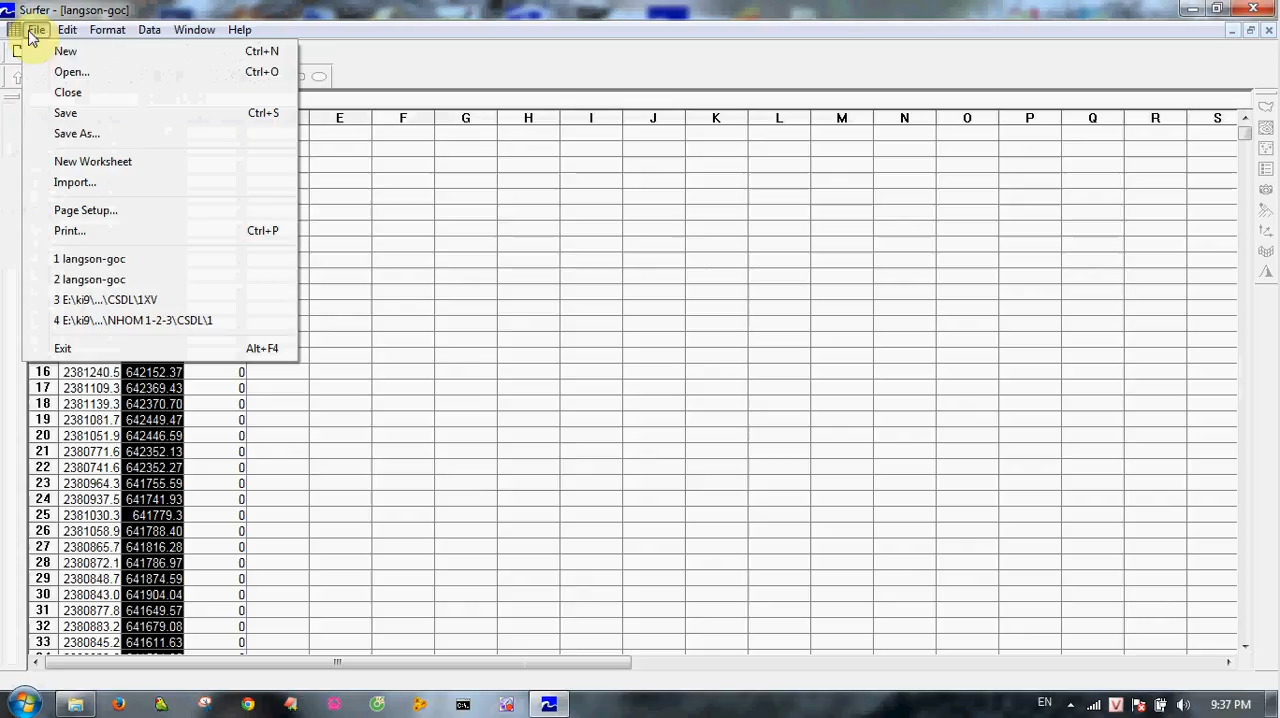 Surfer - [langson-goc]
File Edit Format Data Window Help
New Ctrl+N
Open... Ctrl+O
Close
Save Ctrl+S
Save As...
New Worksheet
Import...
Page Setup...
Print... Ctrl+P
1 langson-goc
2 langson-goc
3 E:\ki9\...\CSDL\1XV
4 E:\ki9\...\NHOM 1-2-3\CSDL\1
Exit Alt+F4
E F G H I J K L M N O P Q R S
16 2381240.5 642152.37 0
17 2381109.3 642369.43 0
18 2381139.3 642370.70 0
19 2381081.7 642449.47 0
20 2381051.9 642446.59 0
21 2380771.6 642352.13 0
22 2380741.6 642352.27 0
23 2380964.3 641755.59 0
24 2380937.5 641741.93 0
25 2381030.3 641779.3 0
26 2381058.9 641788.40 0
27 2380865.7 641816.28 0
28 2380872.1 641786.97 0
29 2380848.7 641874.59 0
30 2380843.0 641904.04 0
31 2380877.8 641649.57 0
32 2380883.2 641679.08 0
33 2380845.2 641611.63 0
EN 9:37 PM